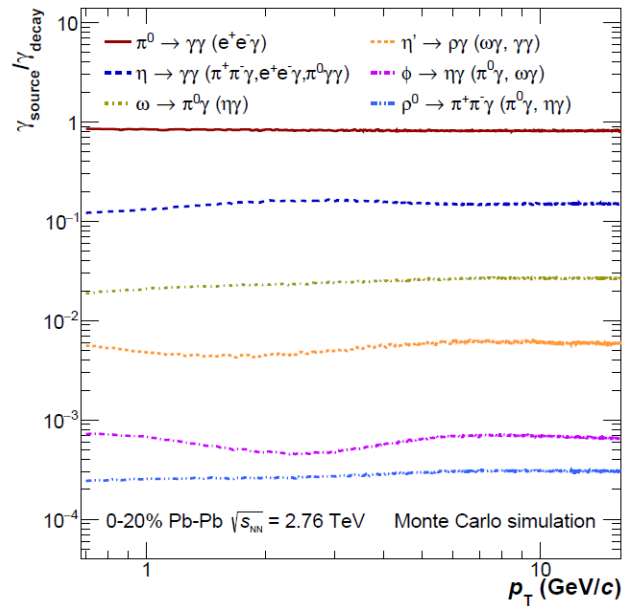 γsource/γdecay
10
1
10⁻¹
10⁻²
10⁻³
10⁻⁴
π⁰ → γγ (e⁺e⁻γ)
η → γγ (π⁺π⁻γ,e⁺e⁻γ,π⁰γγ)
ω → π⁰γ (ηγ)
η' → ργ (ωγ, γγ)
ϕ → ηγ (π⁰γ, ωγ)
ρ⁰ → π⁺π⁻γ (π⁰γ, ηγ)
0-20% Pb-Pb √sNN = 2.76 TeV
Monte Carlo simulation
1
10
pT (GeV/c)